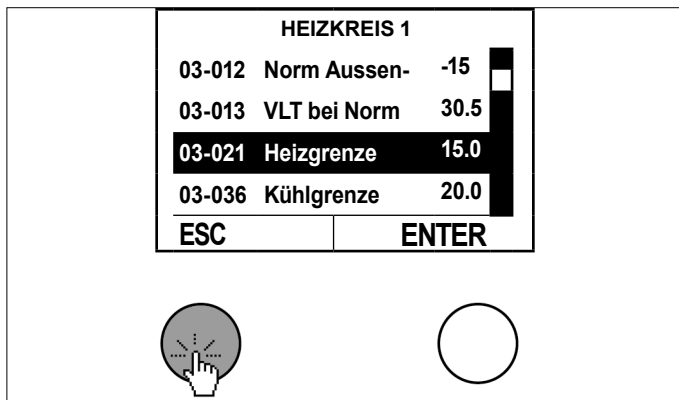 HEIZKREIS 1
03-012 Norm Aussen- -15
03-013 VLT bei Norm 30.5
03-021 Heizgrenze 15.0
03-036 Kühlgrenze 20.0
ESC ENTER